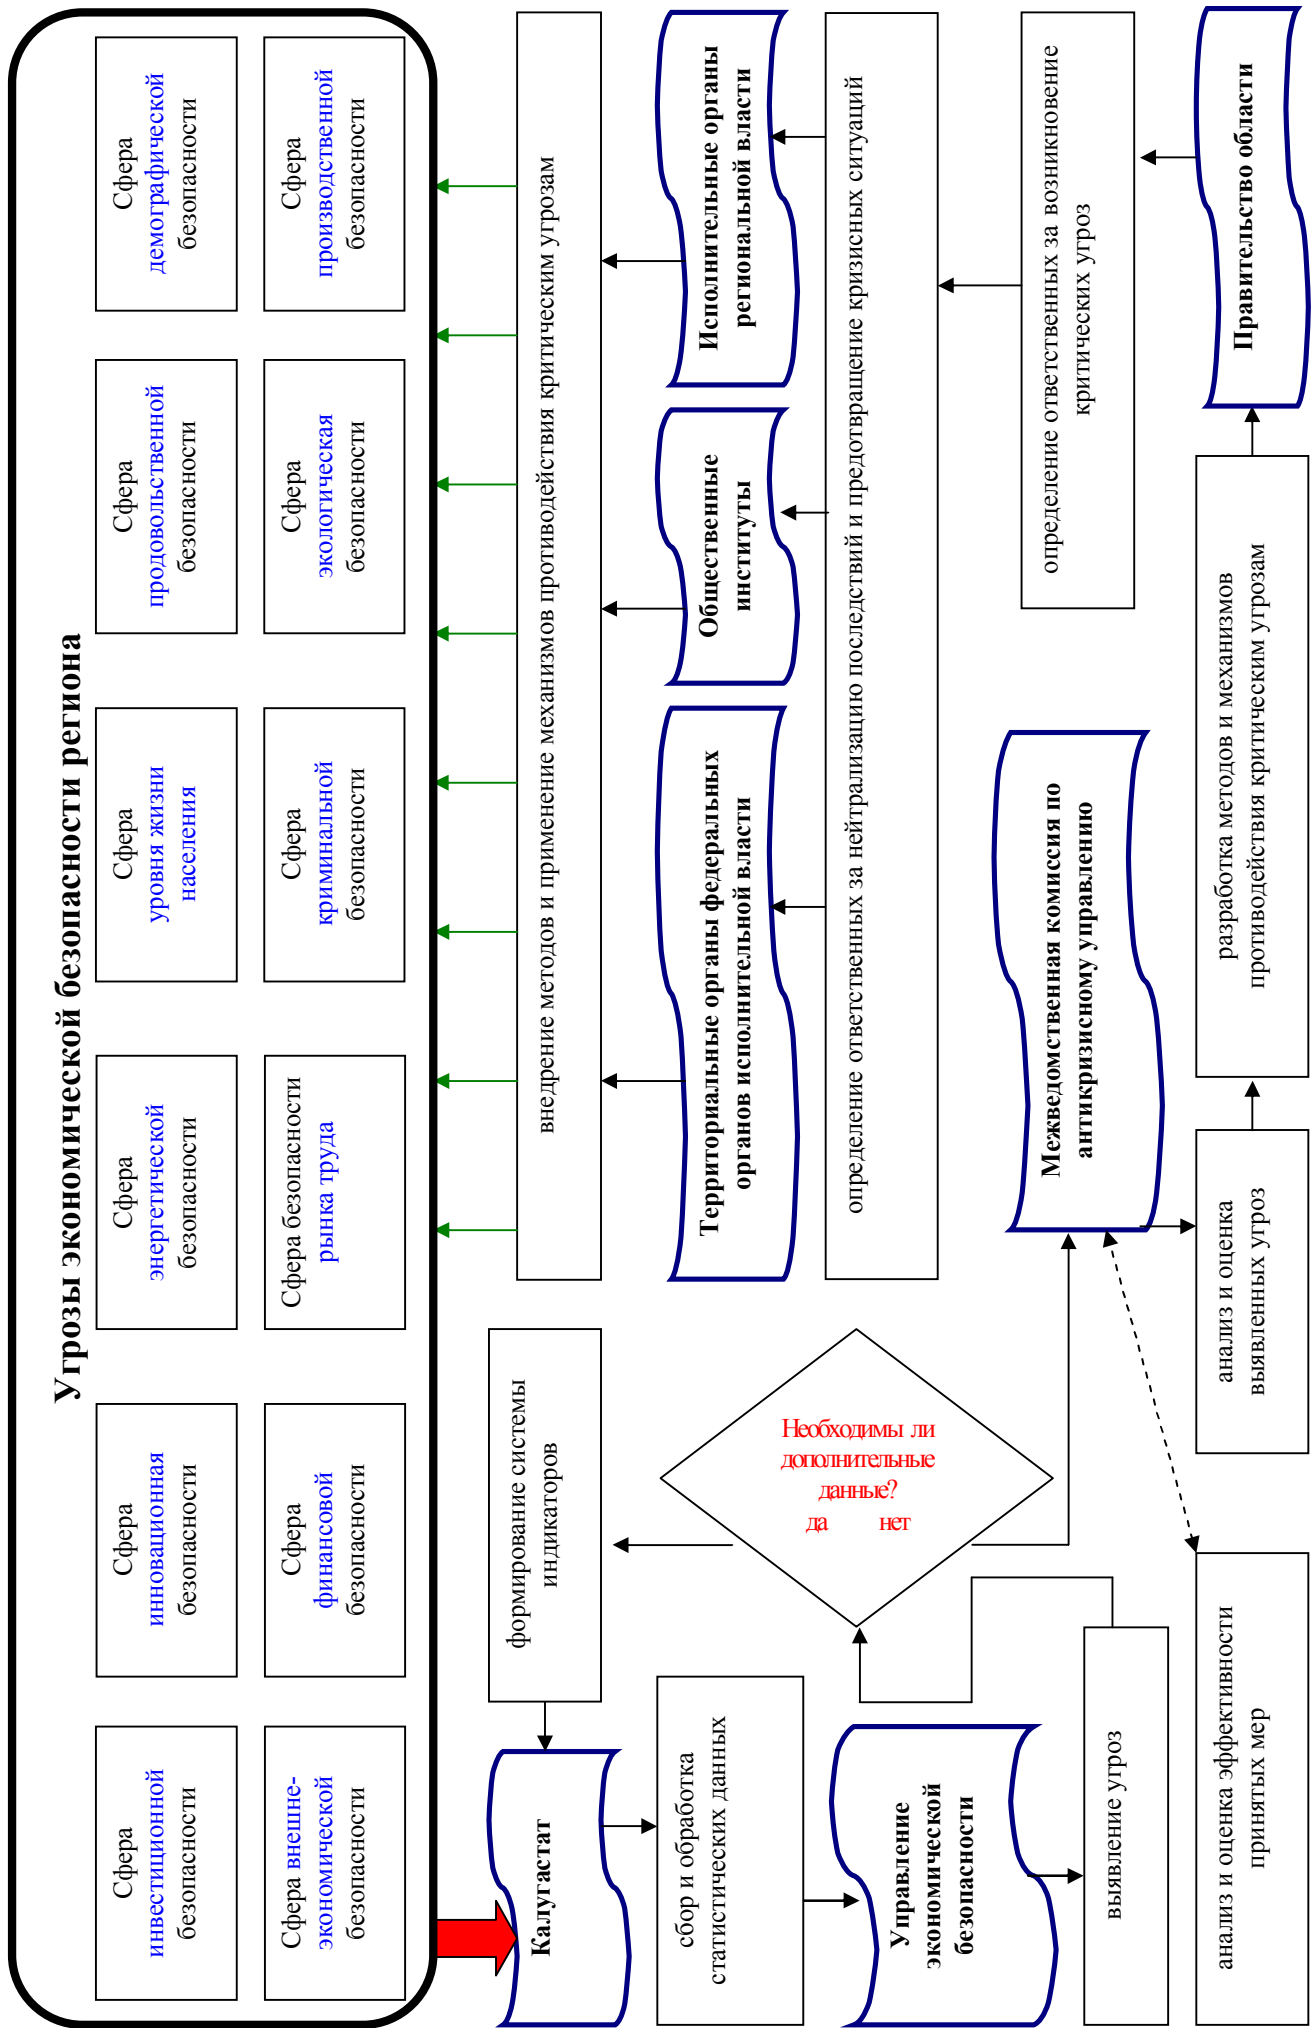 Угрозы экономической безопасности региона
Сфера
инвестиционной
безопасности
Сфера
инновационная
безопасности
Сфера
энергетической
безопасности
Сфера
уровня жизни
населения
Сфера
продовольственной
безопасности
Сфера
демографической
безопасности
Сфера внешне-
экономической
безопасности
Сфера
финансовой
безопасности
Сфера безопасности
рынка труда
Сфера
криминальной
безопасности
Сфера
экологическая
безопасности
Сфера
производственной
безопасности
Калугастат
формирование системы
индикаторов
внедрение методов и применение механизмов противодействия критическим угрозам
сбор и обработка
статистических данных
Территориальные органы федеральных
органов исполнительной власти
Общественные
институты
Исполнительные органы
региональной власти
Управление
экономической
безопасности
Необходимы ли
дополнительные
данные?
да нет
определение ответственных за нейтрализацию последствий и предотвращение кризисных ситуаций
выявление угроз
Межведомственная комиссия по
антикризисному управлению
определение ответственных за возникновение
критических угроз
анализ и оценка эффективности
принятых мер
анализ и оценка
выявленных угроз
разработка методов и механизмов
противодействия критическим угрозам
Правительство области